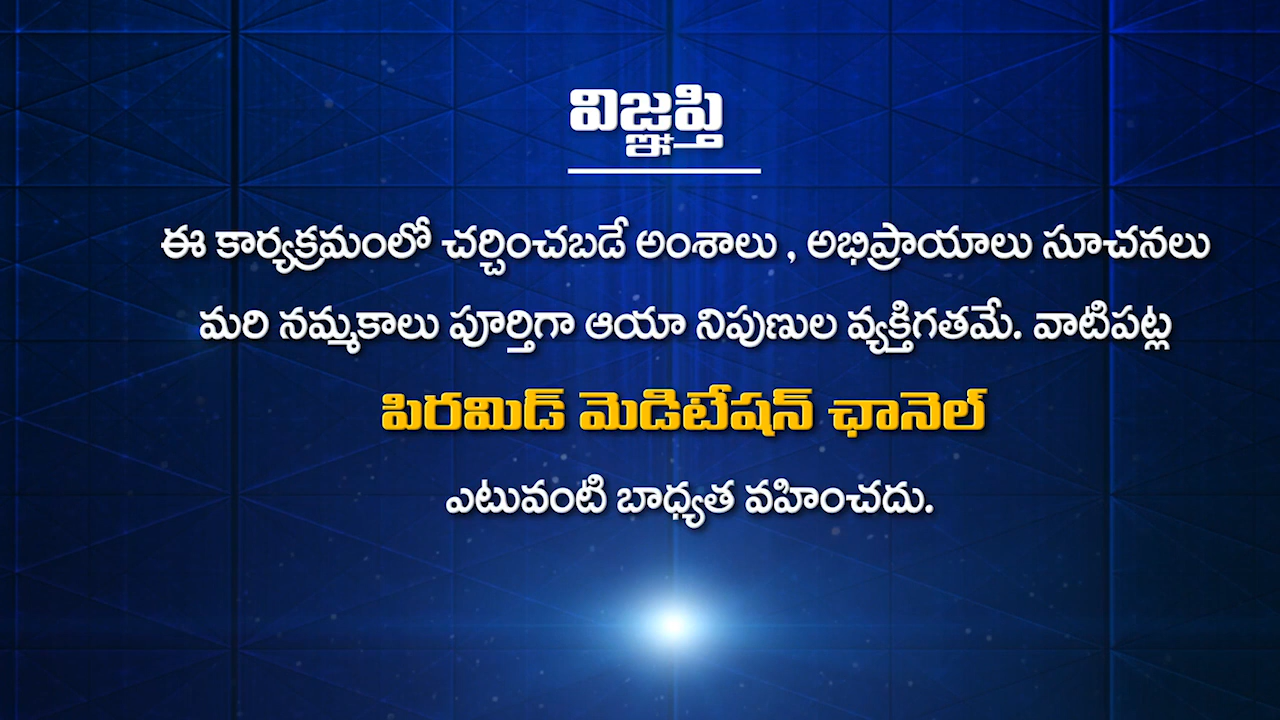 విజ్ఞప్తి
ఈ కార్యక్రమంలో చర్చించబడే అంశాలు , అభిప్రాయాలు సూచనలు
మరి నమ్మకాలు పూర్తిగా ఆయా నిపుణుల వ్యక్తిగతమే. వాటిపట్ల
పిరమిడ్ మెడిటేషన్ ఛానెల్
ఎటువంటి బాధ్యత వహించదు.